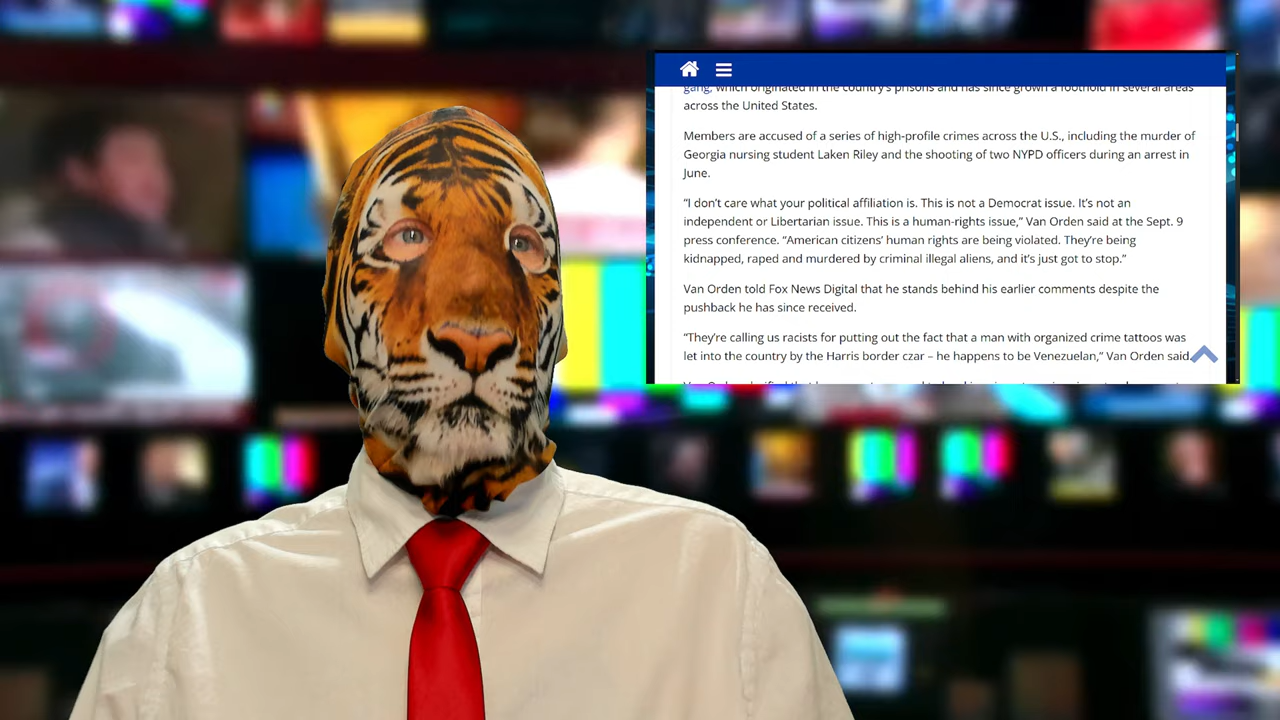 gang, which originated in the country's prisons and has since grown a foothold in several areas
across the United States.
Members are accused of a series of high-profile crimes across the U.S., including the murder of
Georgia nursing student Laken Riley and the shooting of two NYPD officers during an arrest in
June.
“I don’t care what your political affiliation is. This is not a Democrat issue. It’s not an
independent or Libertarian issue. This is a human-rights issue,” Van Orden said at the Sept. 9
press conference. “American citizens’ human rights are being violated. They’re being
kidnapped, raped and murdered by criminal illegal aliens, and it’s just got to stop.”
Van Orden told Fox News Digital that he stands behind his earlier comments despite the
pushback he has since received.
“They’re calling us racists for putting out the fact that a man with organized crime tattoos was
let into the country by the Harris border czar – he happens to be Venezuelan,” Van Orden said.